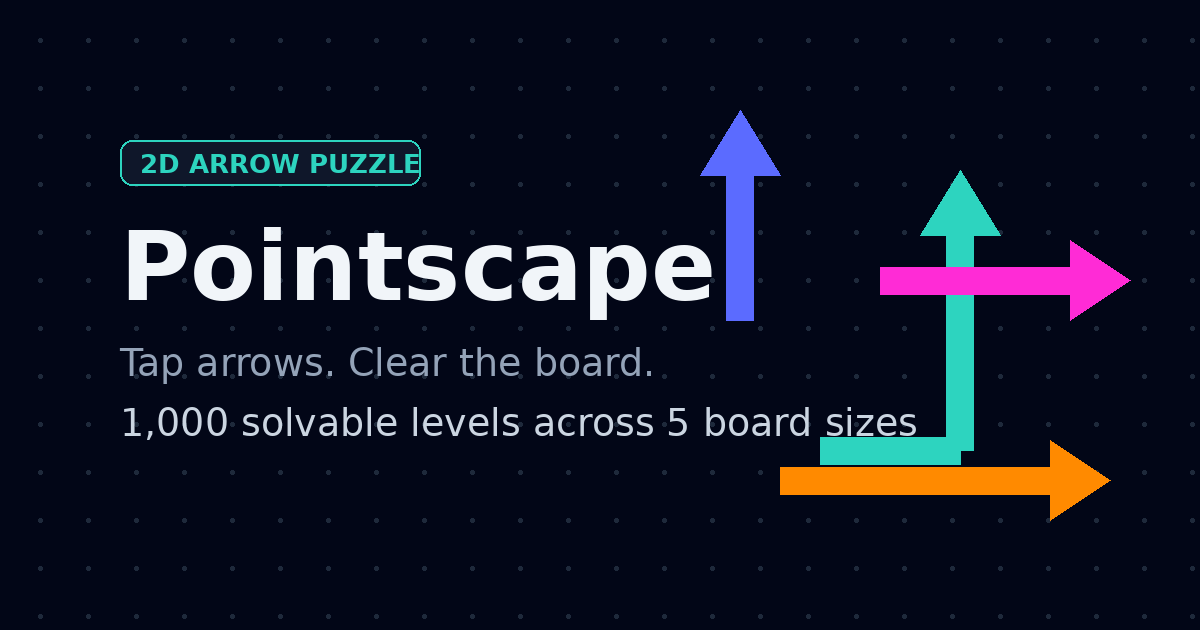 2D ARROW PUZZLE
Pointscape
Tap arrows. Clear the board.
1,000 solvable levels across 5 board sizes